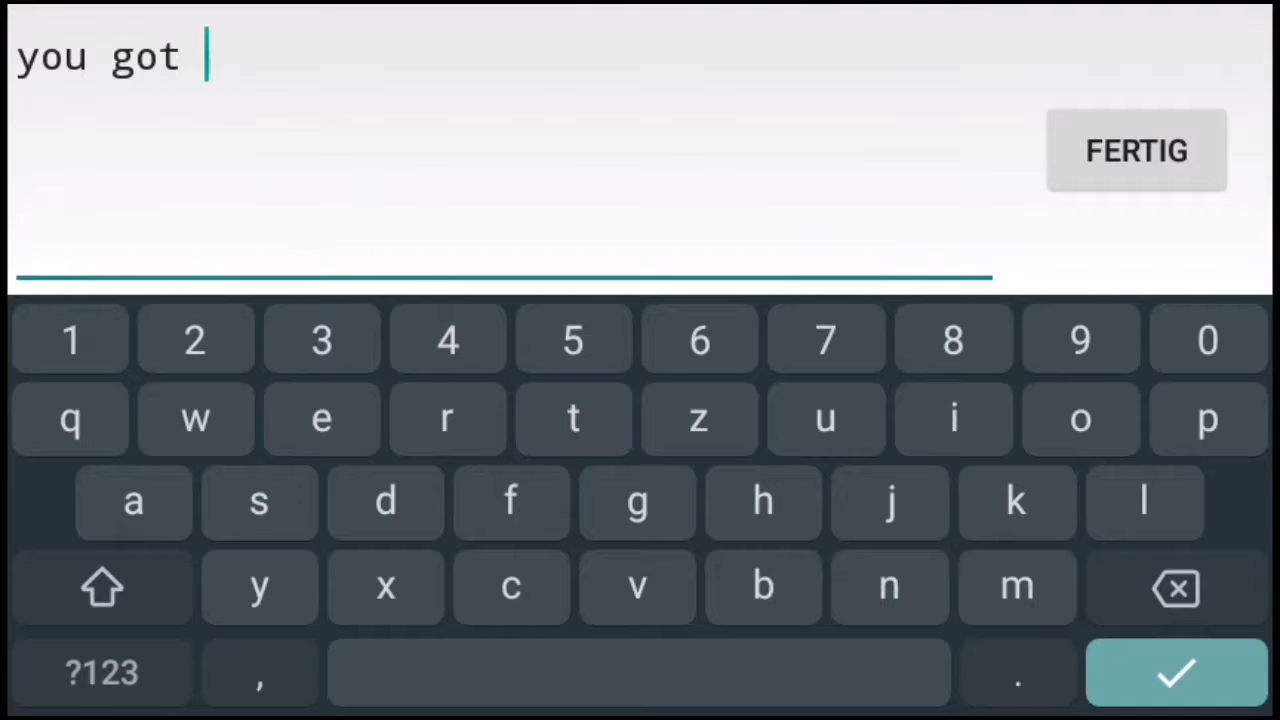 you got
FERTIG
1 2 3 4 5 6 7 8 9 0
q w e r t z u i o p
a s d f g h j k l
y x c v b n m
?123 , .